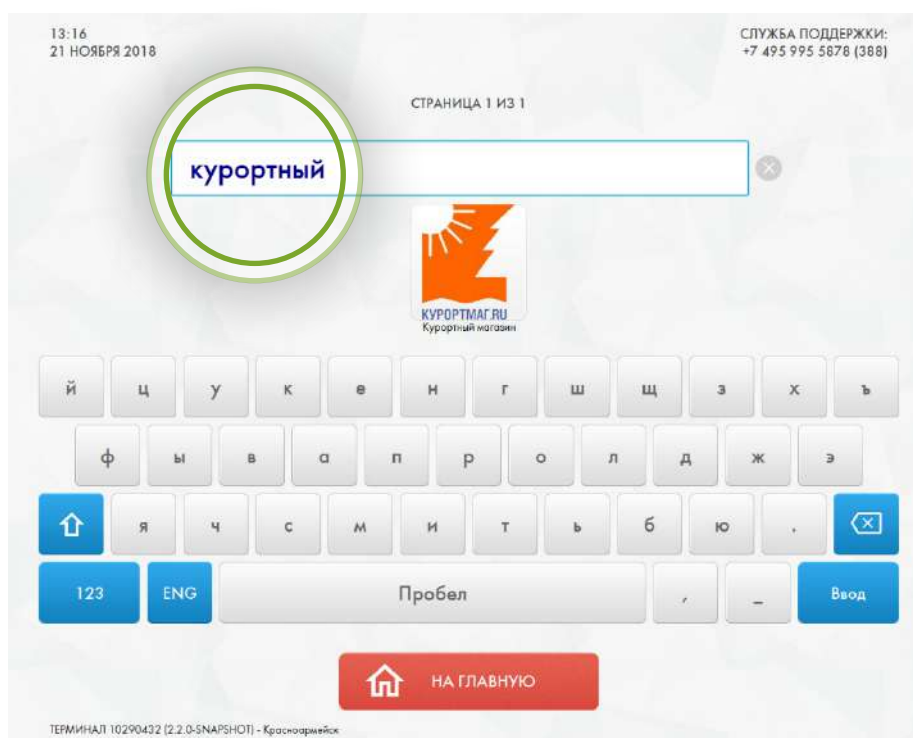 13:16
21 НОЯБРЯ 2018
СЛУЖБА ПОДДЕРЖКИ:
+7 495 995 5878 (388)
СТРАНИЦА 1 ИЗ 1
курортный
КУРОРТМАГ.RU
Курортный магазин
й ц у к е н г ш щ з х ъ
ф ы в а п р о л д ж э
я ч с м и т ь б ю .
123 ENG Пробел , _ Ввод
НА ГЛАВНУЮ
ТЕРМИНАЛ 10290432 (2.2.0-SNAPSHOT) - Красноармейск